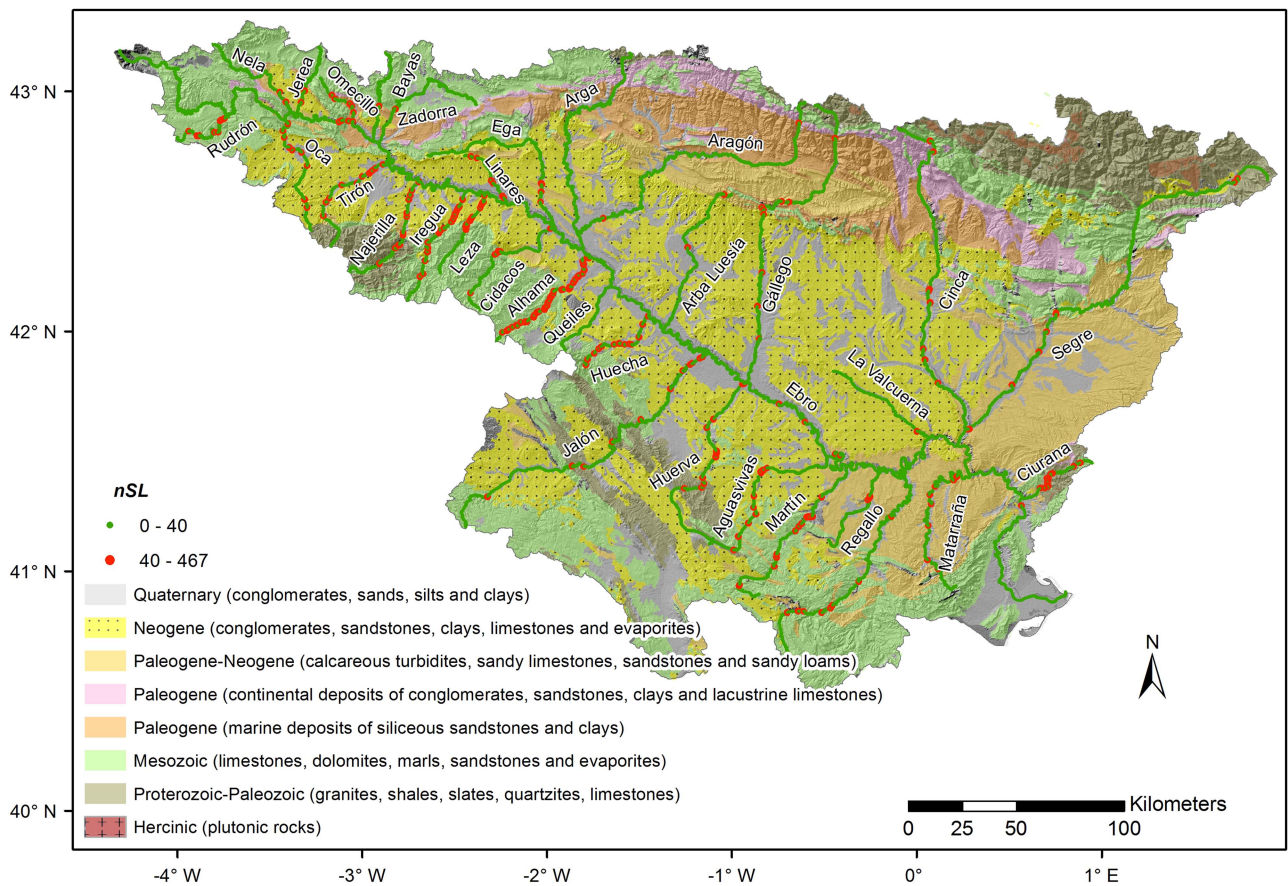 43° N
42° N
41° N
40° N
Nela
Jerea
Omecillo
Bayas
Zadorra
Rudrón
Oca
Tirón
Ega
Linares
Arga
Aragón
Najerilla
Iregua
Leza
Cidacos
Alhama
Queiles
Huecha
Arba Luesía
Gállego
Cinca
Segre
La Valcuerna
Ebro
Jalón
Huerva
Aguasvivas
Martín
Regallo
Matarraña
Ciurana
nSL
0 - 40
40 - 467
Quaternary (conglomerates, sands, silts and clays)
Neogene (conglomerates, sandstones, clays, limestones and evaporites)
Paleogene-Neogene (calcareous turbidites, sandy limestones, sandstones and sandy loams)
Paleogene (continental deposits of conglomerates, sandstones, clays and lacustrine limestones)
Paleogene (marine deposits of siliceous sandstones and clays)
Mesozoic (limestones, dolomites, marls, sandstones and evaporites)
Proterozoic-Paleozoic (granites, shales, slates, quartzites, limestones)
Hercinic (plutonic rocks)
N
Kilometers
0 25 50 100
-4° W -3° W -2° W -1° W 0° 1° E